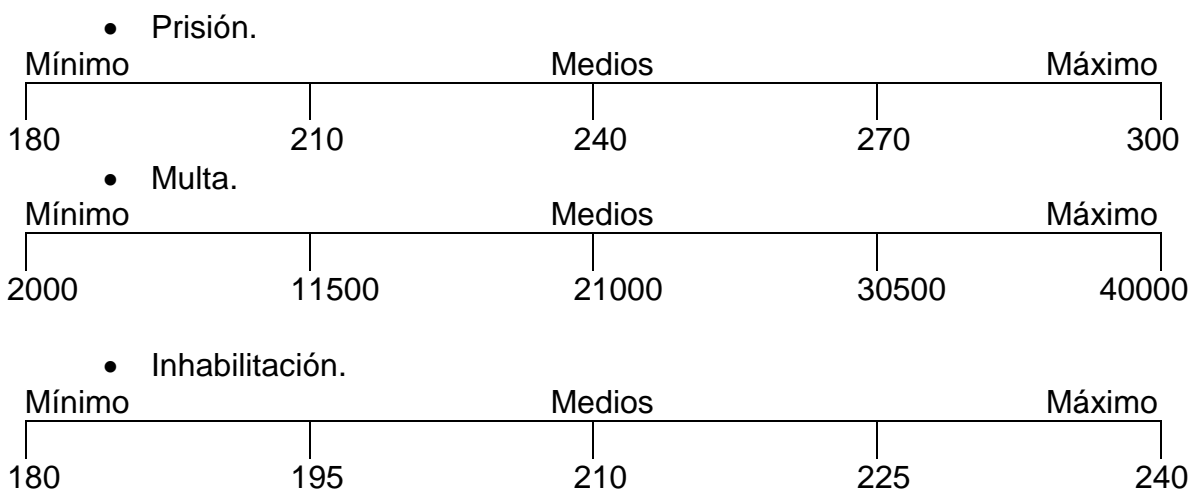 • Prisión.
Mínimo Medios Máximo
180 210 240 270 300
• Multa.
Mínimo Medios Máximo
2000 11500 21000 30500 40000
• Inhabilitación.
Mínimo Medios Máximo
180 195 210 225 240